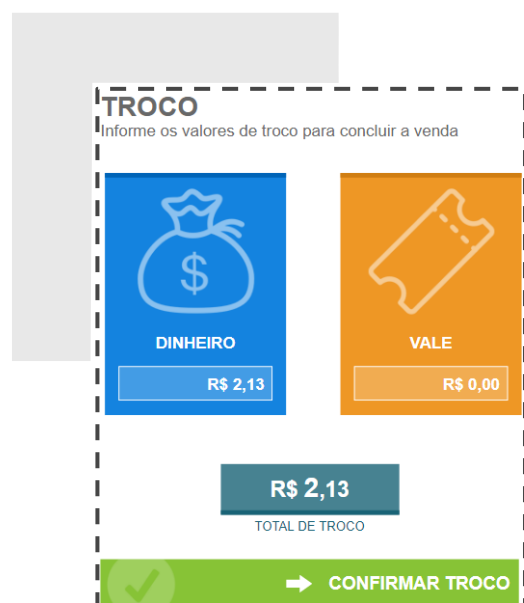 TROCO
Informe os valores de troco para concluir a venda
$
DINHEIRO
VALE
R$ 2,13
R$ 0,00
R$ 2,13
TOTAL DE TROCO
CONFIRMAR TROCO